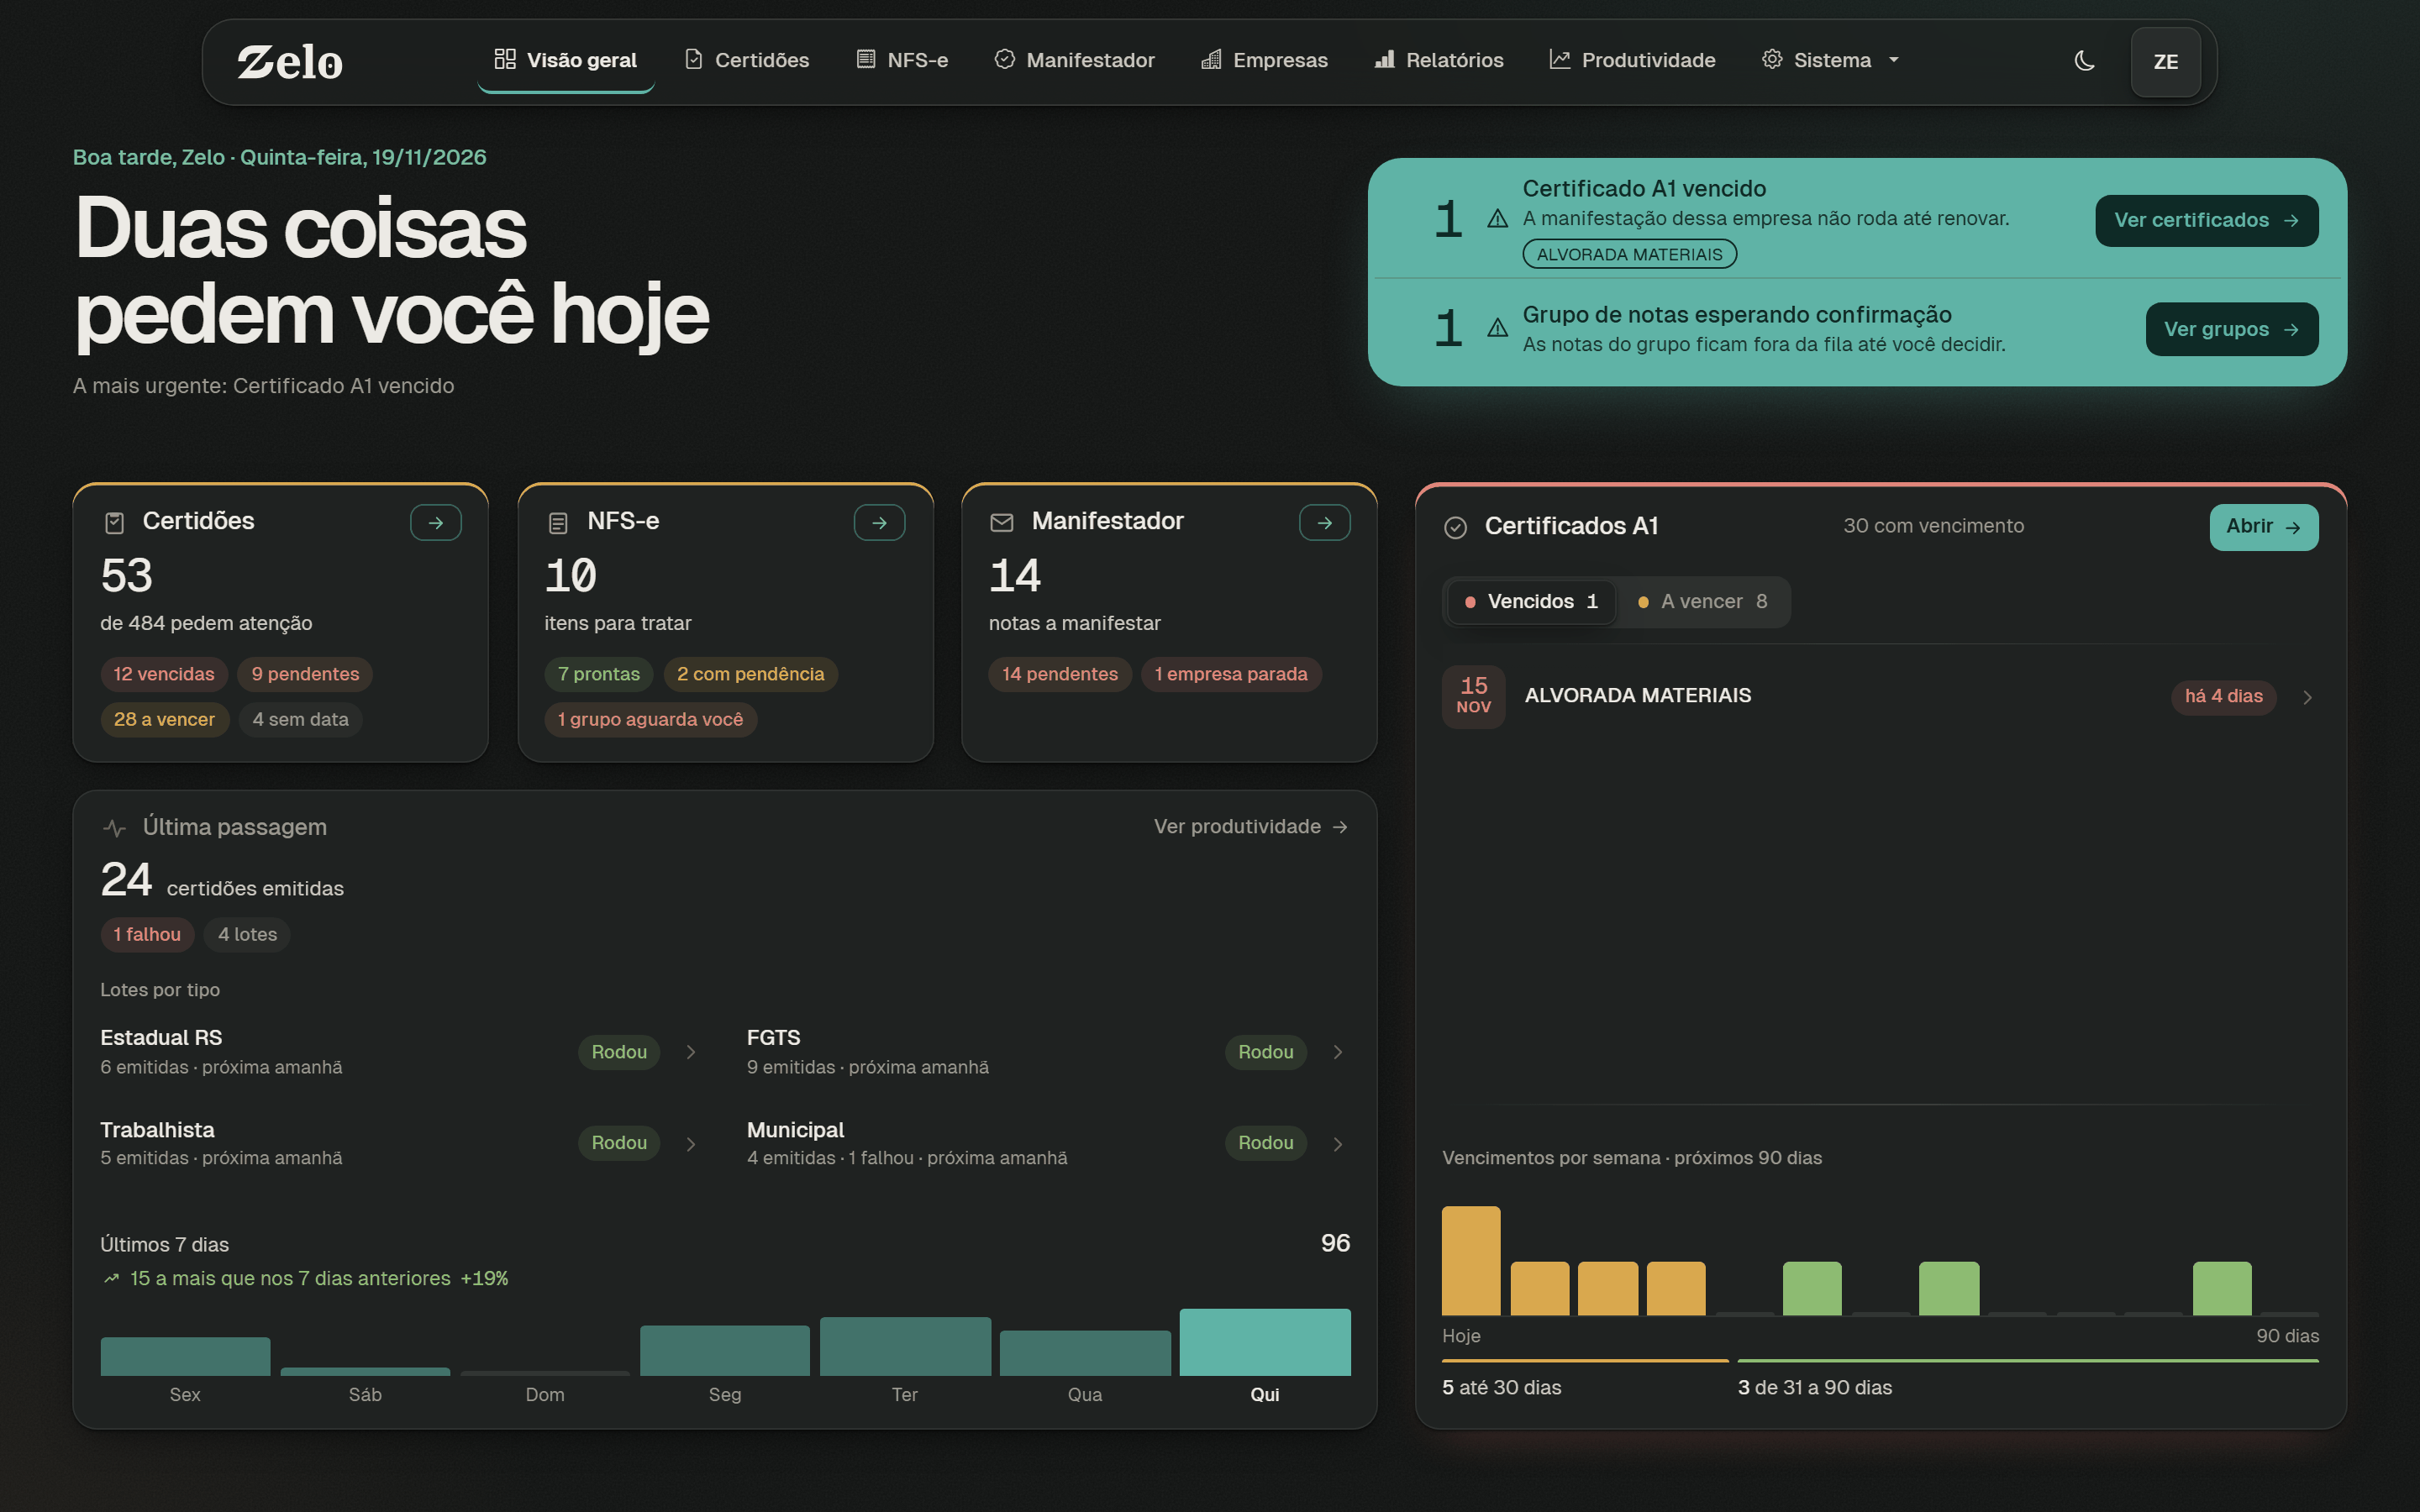 Zelo
Visão geral
Certidões
NFS-e
Manifestador
Empresas
Relatórios
Produtividade
Sistema
ZE
Boa tarde, Zelo · Quinta-feira, 19/11/2026
Duas coisas
pedem você hoje
A mais urgente: Certificado A1 vencido
1
Certificado A1 vencido
A manifestação dessa empresa não roda até renovar.
ALVORADA MATERIAIS
Ver certificados →
1
Grupo de notas esperando confirmação
As notas do grupo ficam fora da fila até você decidir.
Ver grupos →
Certidões
→
53
de 484 pedem atenção
12 vencidas
9 pendentes
28 a vencer
4 sem data
NFS-e
→
10
itens para tratar
7 prontas
2 com pendência
1 grupo aguarda você
Manifestador
→
14
notas a manifestar
14 pendentes
1 empresa parada
Certificados A1
30 com vencimento
Abrir →
Vencidos 1
A vencer 8
15
NOV
ALVORADA MATERIAIS
há 4 dias
Última passagem
Ver produtividade →
24 certidões emitidas
1 falhou
4 lotes
Lotes por tipo
Estadual RS
6 emitidas · próxima amanhã
Rodou
FGTS
9 emitidas · próxima amanhã
Rodou
Trabalhista
5 emitidas · próxima amanhã
Rodou
Municipal
4 emitidas · 1 falhou · próxima amanhã
Rodou
Últimos 7 dias
96
15 a mais que nos 7 dias anteriores +19%
Sex
Sáb
Dom
Seg
Ter
Qua
Qui
Vencimentos por semana · próximos 90 dias
Hoje
90 dias
5 até 30 dias
3 de 31 a 90 dias